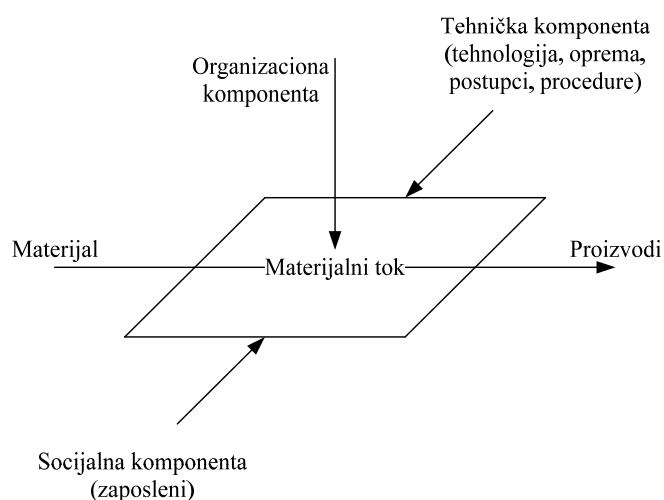 Tehnička komponenta
(tehnologija, oprema,
postupci, procedure)
Organizaciona
komponenta
Materijal
Materijalni tok
Proizvodi
Socijalna komponenta
(zaposleni)